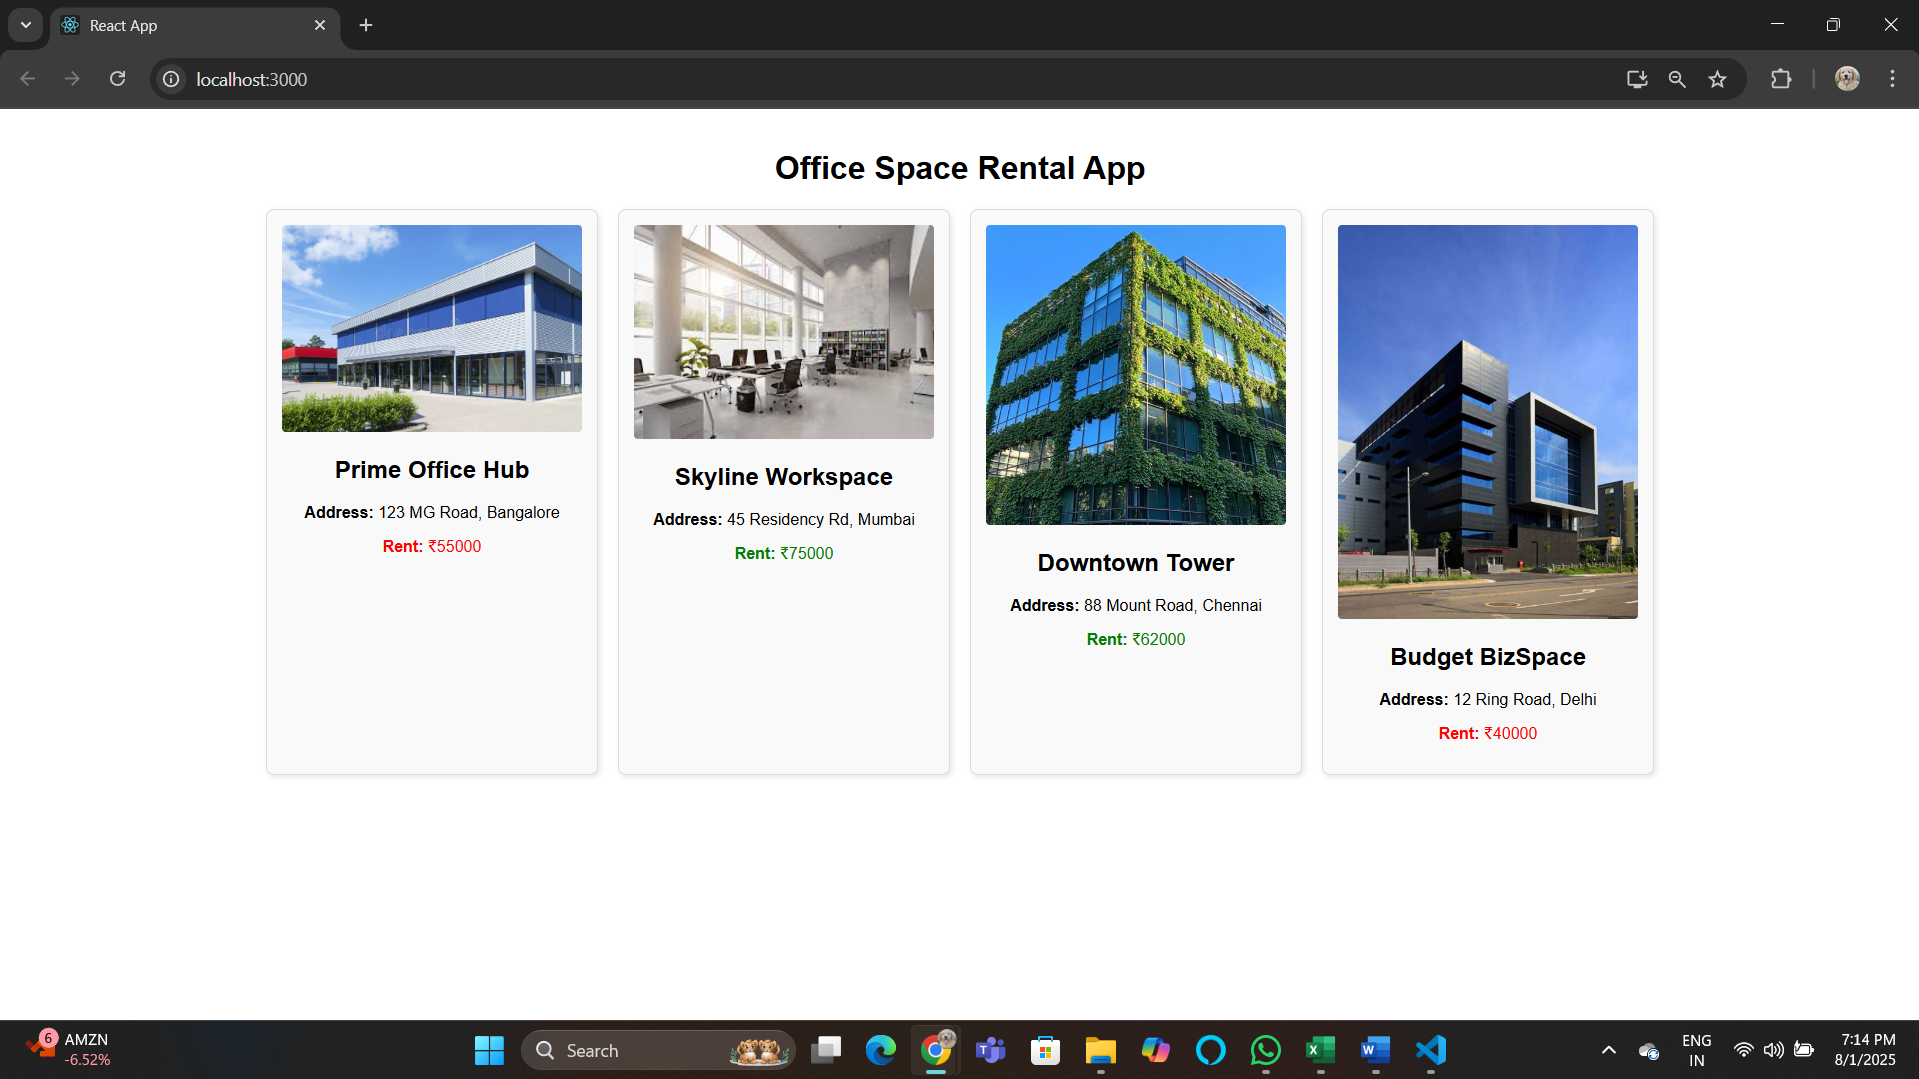 React App
localhost:3000
Office Space Rental App
Prime Office Hub
Address: 123 MG Road, Bangalore
Rent: ₹55000
Skyline Workspace
Address: 45 Residency Rd, Mumbai
Rent: ₹75000
Downtown Tower
Address: 88 Mount Road, Chennai
Rent: ₹62000
Budget BizSpace
Address: 12 Ring Road, Delhi
Rent: ₹40000
6
AMZN
-6.52%
Search
ENG
IN
7:14 PM
8/1/2025